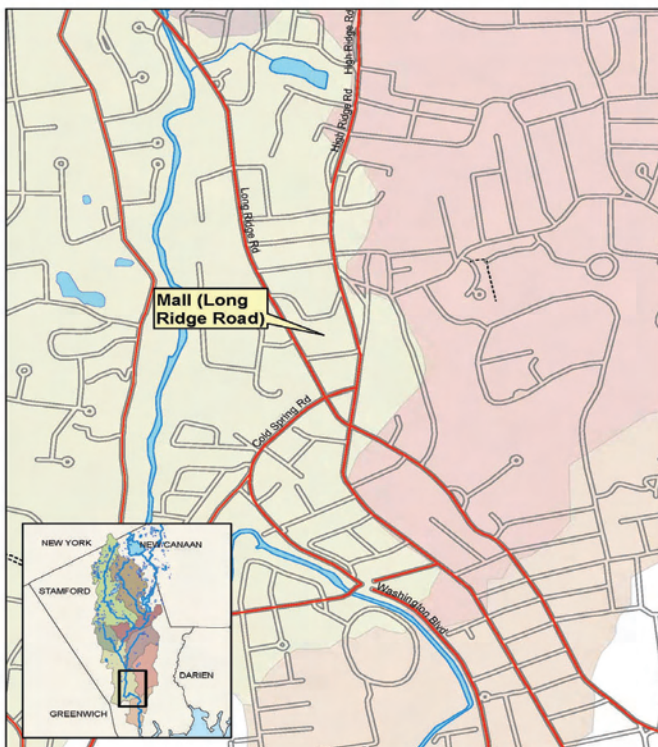 High Ridge Rd
High Ridge Rd
Long Ridge Rd
Mall (Long
Ridge Road)
Cold Spring Rd
Washington Blvd
NEW YORK
NEW CANAAN
STAMFORD
DARIEN
GREENWICH